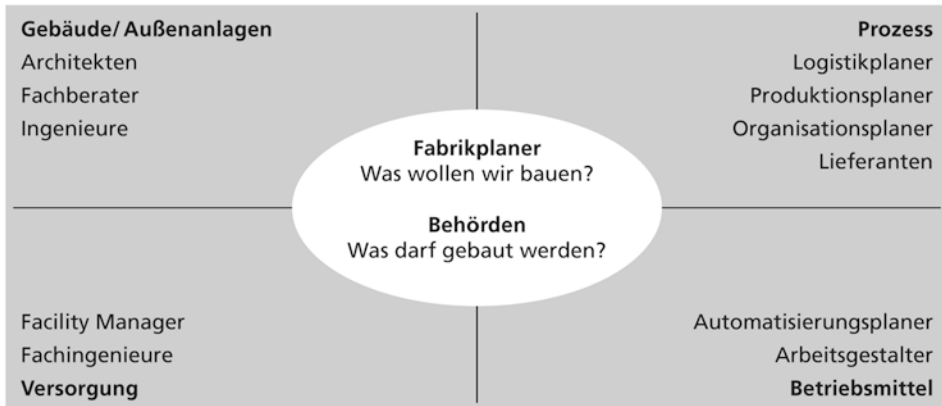 Gebäude/Außenanlagen
Architekten
Fachberater
Ingenieure
Prozess
Logistikplaner
Produktionsplaner
Organisationsplaner
Lieferanten
Fabrikplaner
Was wollen wir bauen?
Behörden
Was darf gebaut werden?
Facility Manager
Fachingenieure
Versorgung
Automatisierungsplaner
Arbeitsgestalter
Betriebsmittel